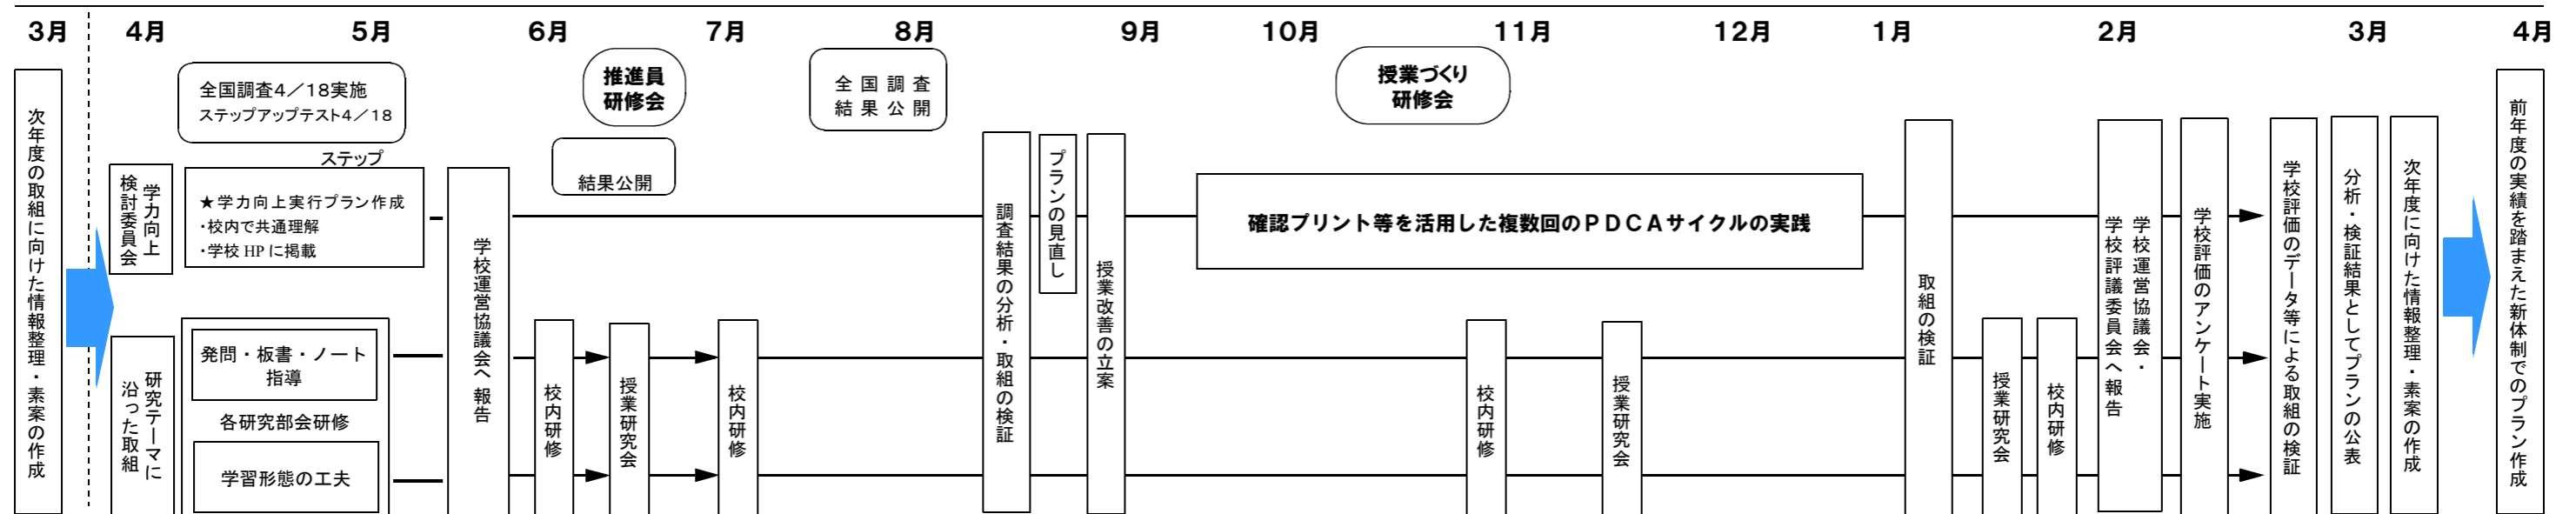 3月
4月
5月
6月
7月
8月
9月
10月
11月
12月
1月
2月
3月
4月
次年度の取組に向けた情報整理・素案の作成
全国調査4/18実施
ステップアップテスト4/18
ステップ
学力向上
検討委員会
★学力向上実行プラン作成
・校内で共通理解
・学校HPに掲載
研究テーマに
沿った取組
発問・板書・ノート
指導
各研究部会研修
学習形態の工夫
学校運営協議会へ報告
推進員
研修会
結果公開
校内研修
授業研究会
校内研修
全国調査
結果公開
調査結果の分析・取組の検証
プランの見直し
授業改善の立案
授業づくり
研修会
確認プリント等を活用した複数回のPDCAサイクルの実践
校内研修
授業研究会
取組の検証
授業研究会
校内研修
学校運営協議会・
学校評議委員会へ報告
学校評価のアンケート実施
学校評価のデータ等による取組の検証
分析・検証結果としてプランの公表
次年度に向けた情報整理・素案の作成
前年度の実績を踏まえた新体制でのプラン作成